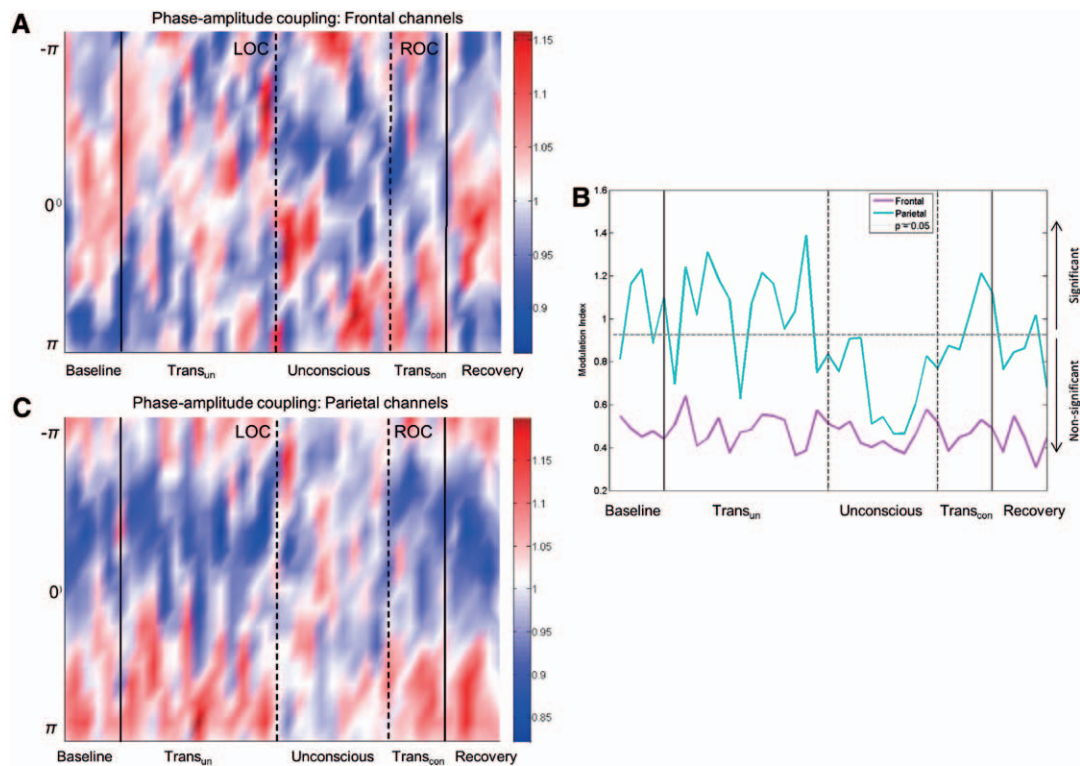 A
Phase-amplitude coupling: Frontal channels
-π
0⁰
π
LOC
ROC
1.15
1.1
1.05
1
0.95
0.9
Baseline
Trans_un
Unconscious
Trans_con
Recovery
B
Modulation Index
1.6
1.4
1.2
1
0.8
0.6
0.4
0.2
Frontal
Parietal
p = 0.05
Significant
Non-significant
Baseline
Trans_un
Unconscious
Trans_con
Recovery
C
Phase-amplitude coupling: Parietal channels
-π
0⁾
π
LOC
ROC
1.15
1.1
1.05
1
0.95
0.9
0.85
Baseline
Trans_un
Unconscious
Trans_con
Recovery